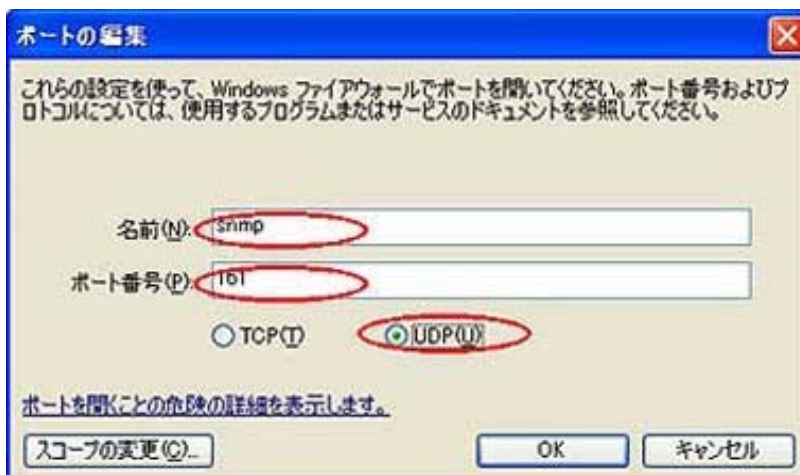 ポートの編集
これらの設定を使って、Windows ファイアウォールでポートを開いてください。ポート番号およびプ
ロトコルについては、使用するプログラムまたはサービスのドキュメントを参照してください。
名前(N): snmp
ポート番号(P): 161
TCP(T) UDP(U)
ポートを開くことの危険の詳細を表示します。
スコープの変更(C)... OK キャンセル